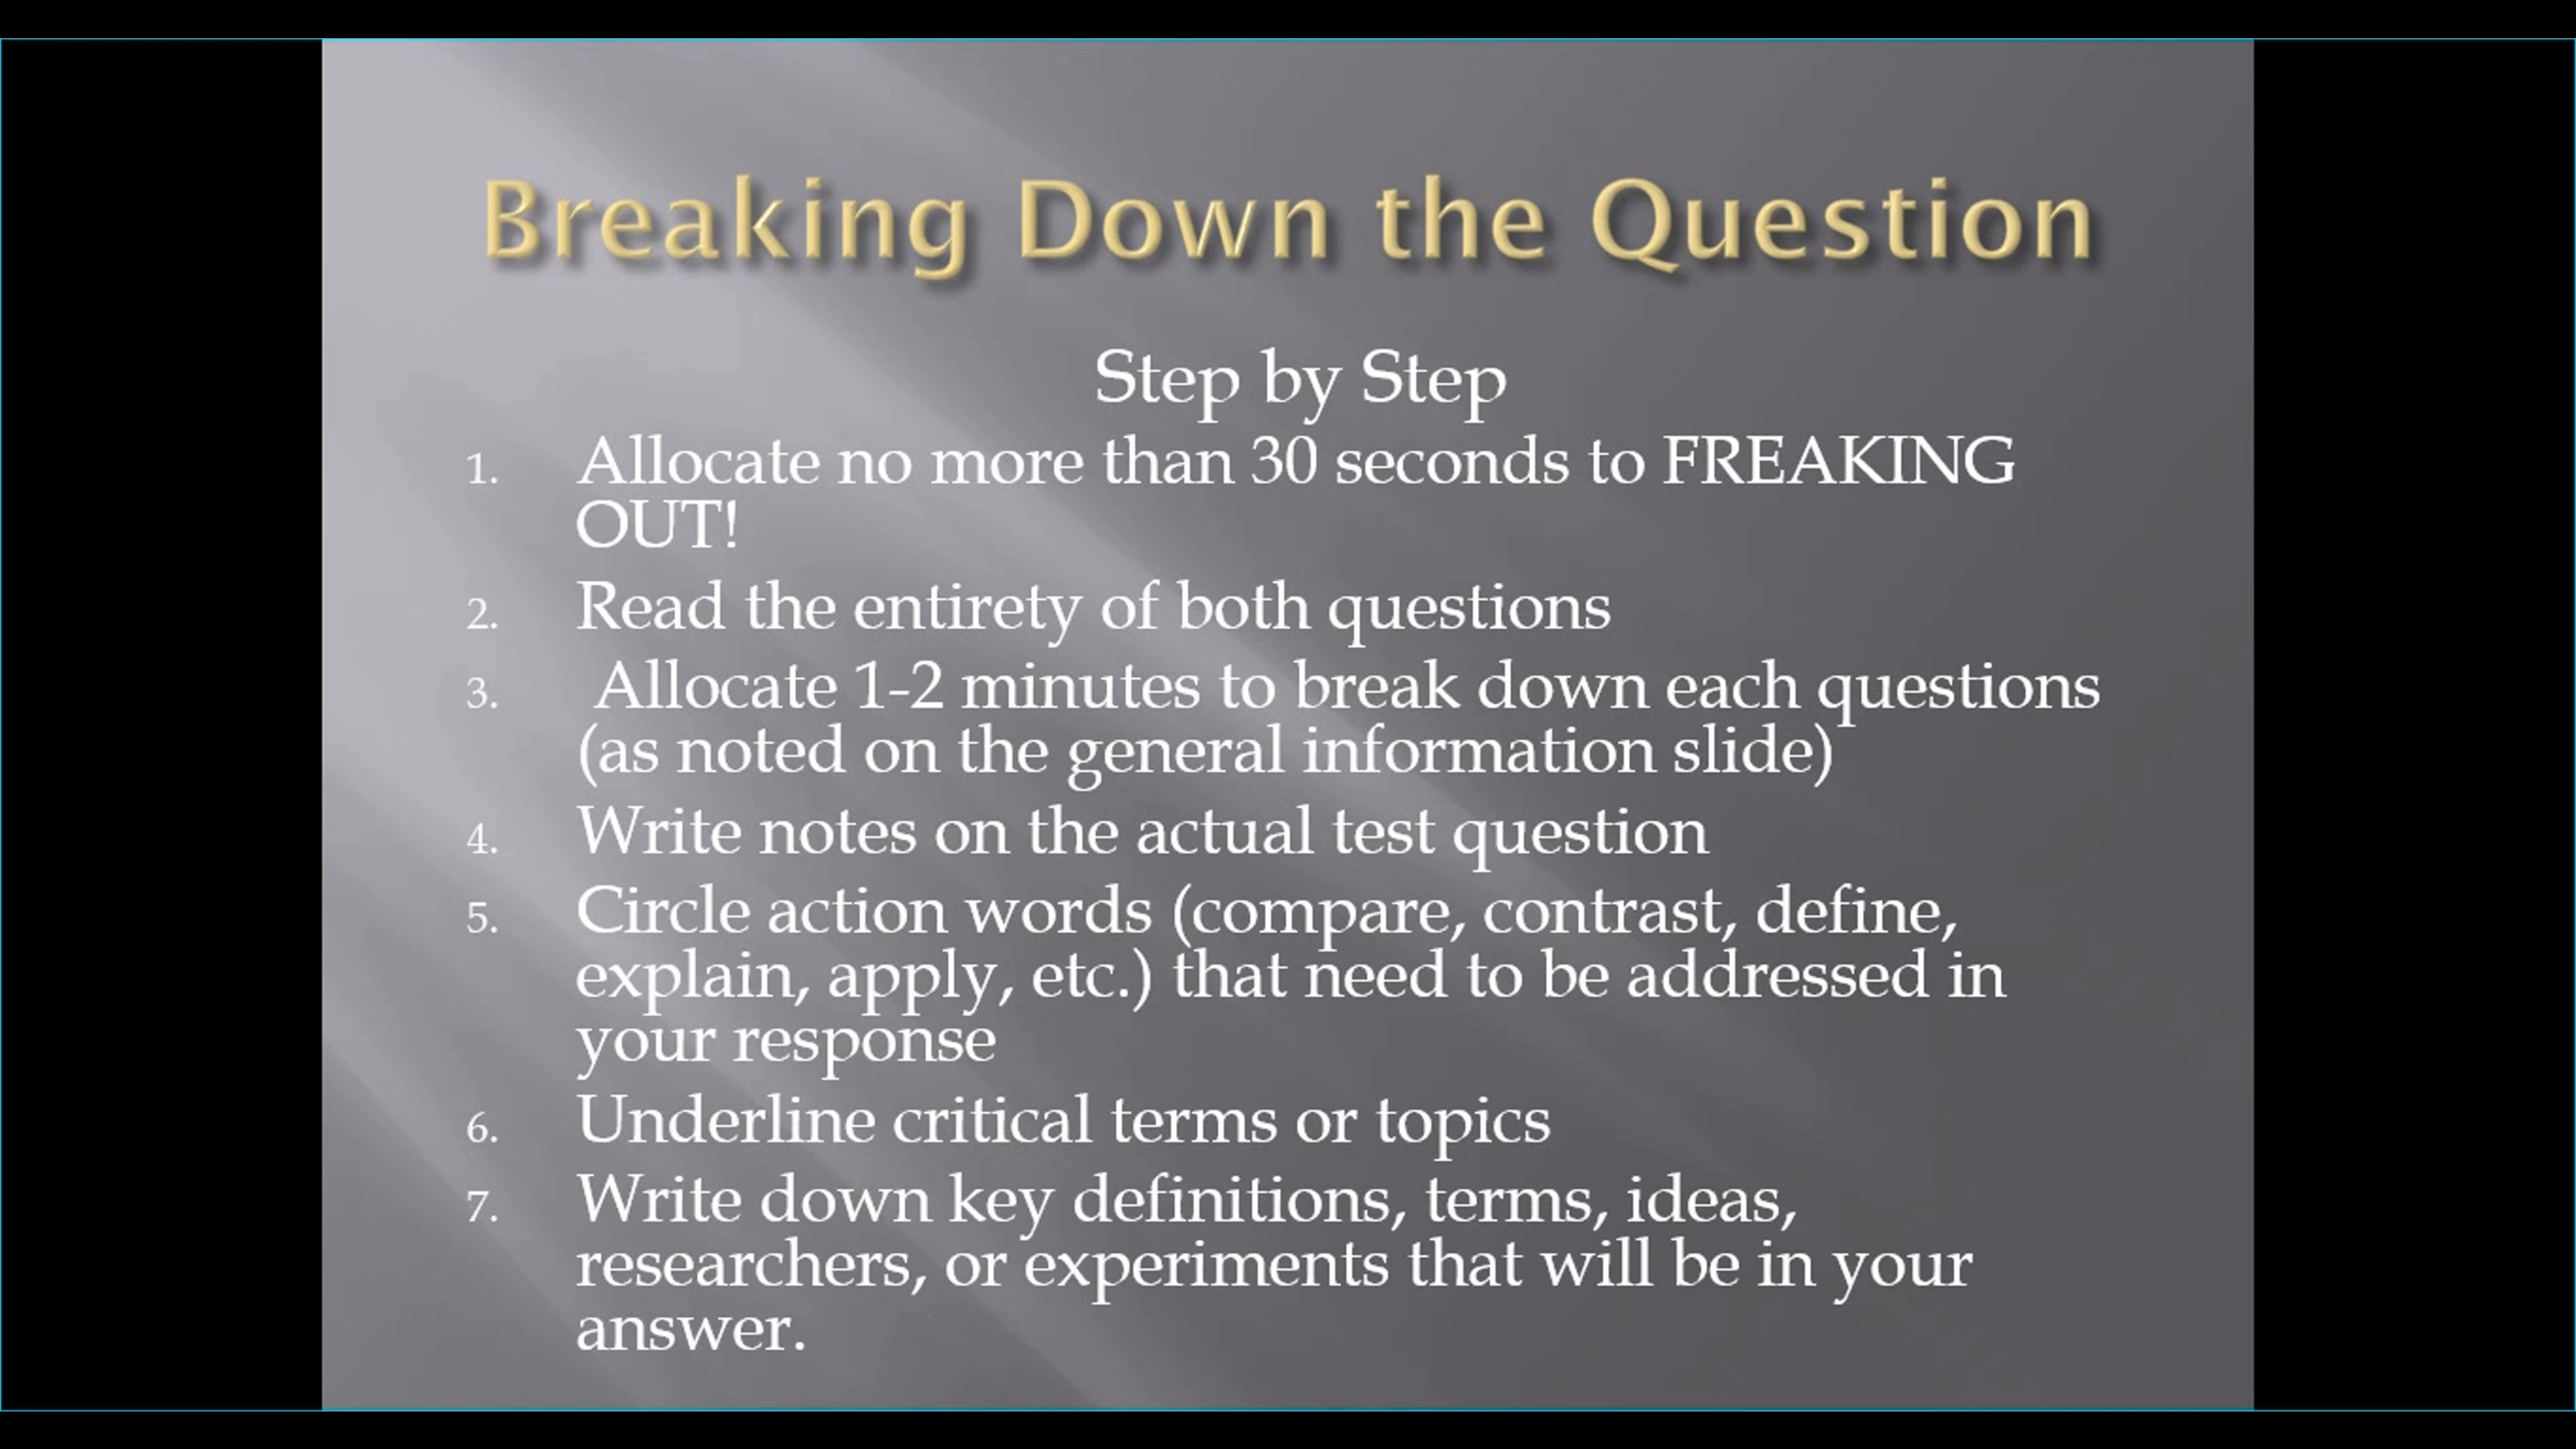 Breaking Down the Question
Step by Step
1. Allocate no more than 30 seconds to FREAKING
OUT!
2. Read the entirety of both questions
3. Allocate 1-2 minutes to break down each questions
(as noted on the general information slide)
4. Write notes on the actual test question
5. Circle action words (compare, contrast, define,
explain, apply, etc.) that need to be addressed in
your response
6. Underline critical terms or topics
7. Write down key definitions, terms, ideas,
researchers, or experiments that will be in your
answer.